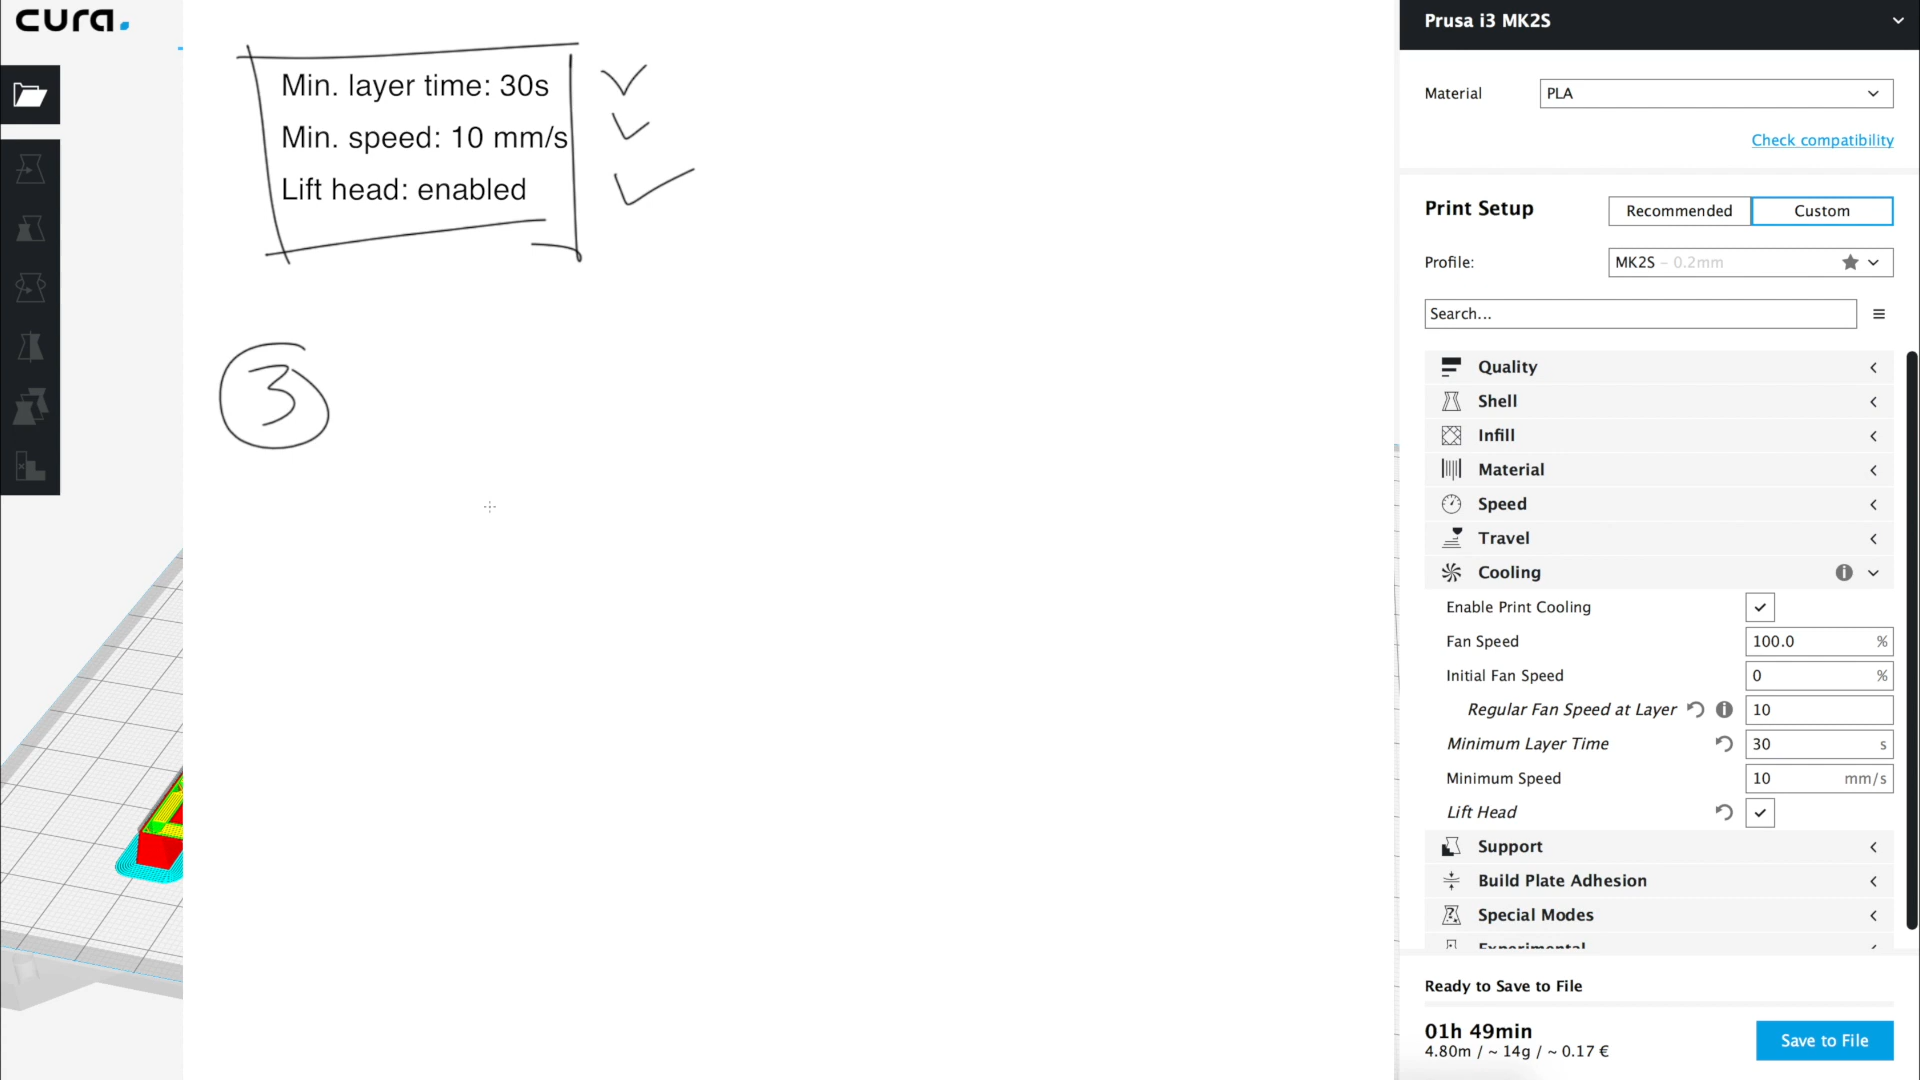 cura.
Min. layer time: 30s
Min. speed: 10 mm/s
Lift head: enabled
3
Prusa i3 MK2S
Material
PLA
Check compatibility
Print Setup
Recommended
Custom
Profile:
MK2S - 0.2mm
Search...
Quality
Shell
Infill
Material
Speed
Travel
Cooling
Enable Print Cooling
Fan Speed
100.0 %
Initial Fan Speed
0 %
Regular Fan Speed at Layer
10
Minimum Layer Time
30 s
Minimum Speed
10 mm/s
Lift Head
Support
Build Plate Adhesion
Special Modes
Experimental
Ready to Save to File
01h 49min
4.80m / ~ 14g / ~ 0.17 €
Save to File